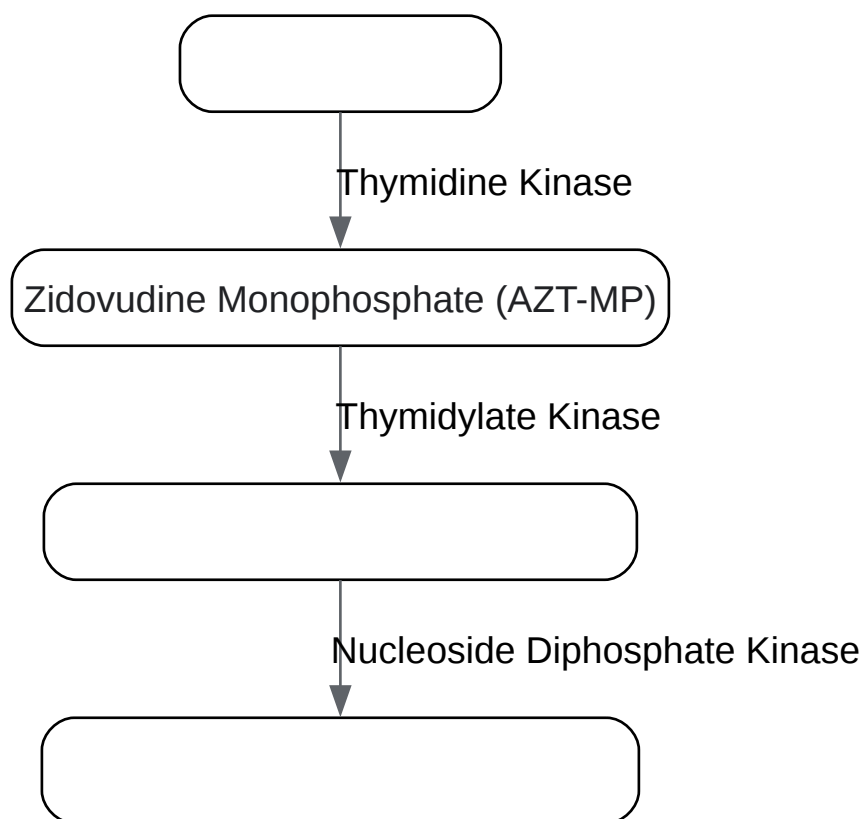 Thymidine Kinase
Zidovudine Monophosphate (AZT-MP)
Thymidylate Kinase
Nucleoside Diphosphate Kinase